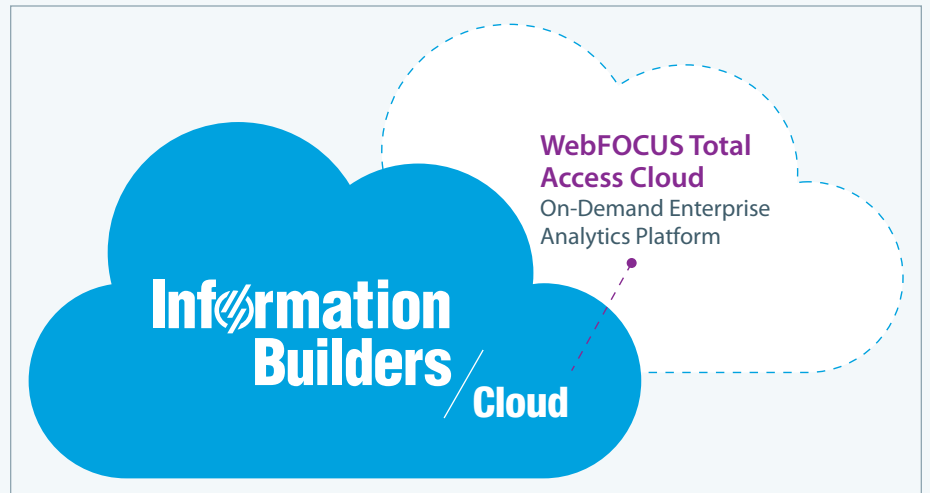 WebFOCUS Total
Access Cloud
On-Demand Enterprise
Analytics Platform
Information
Builders
/Cloud